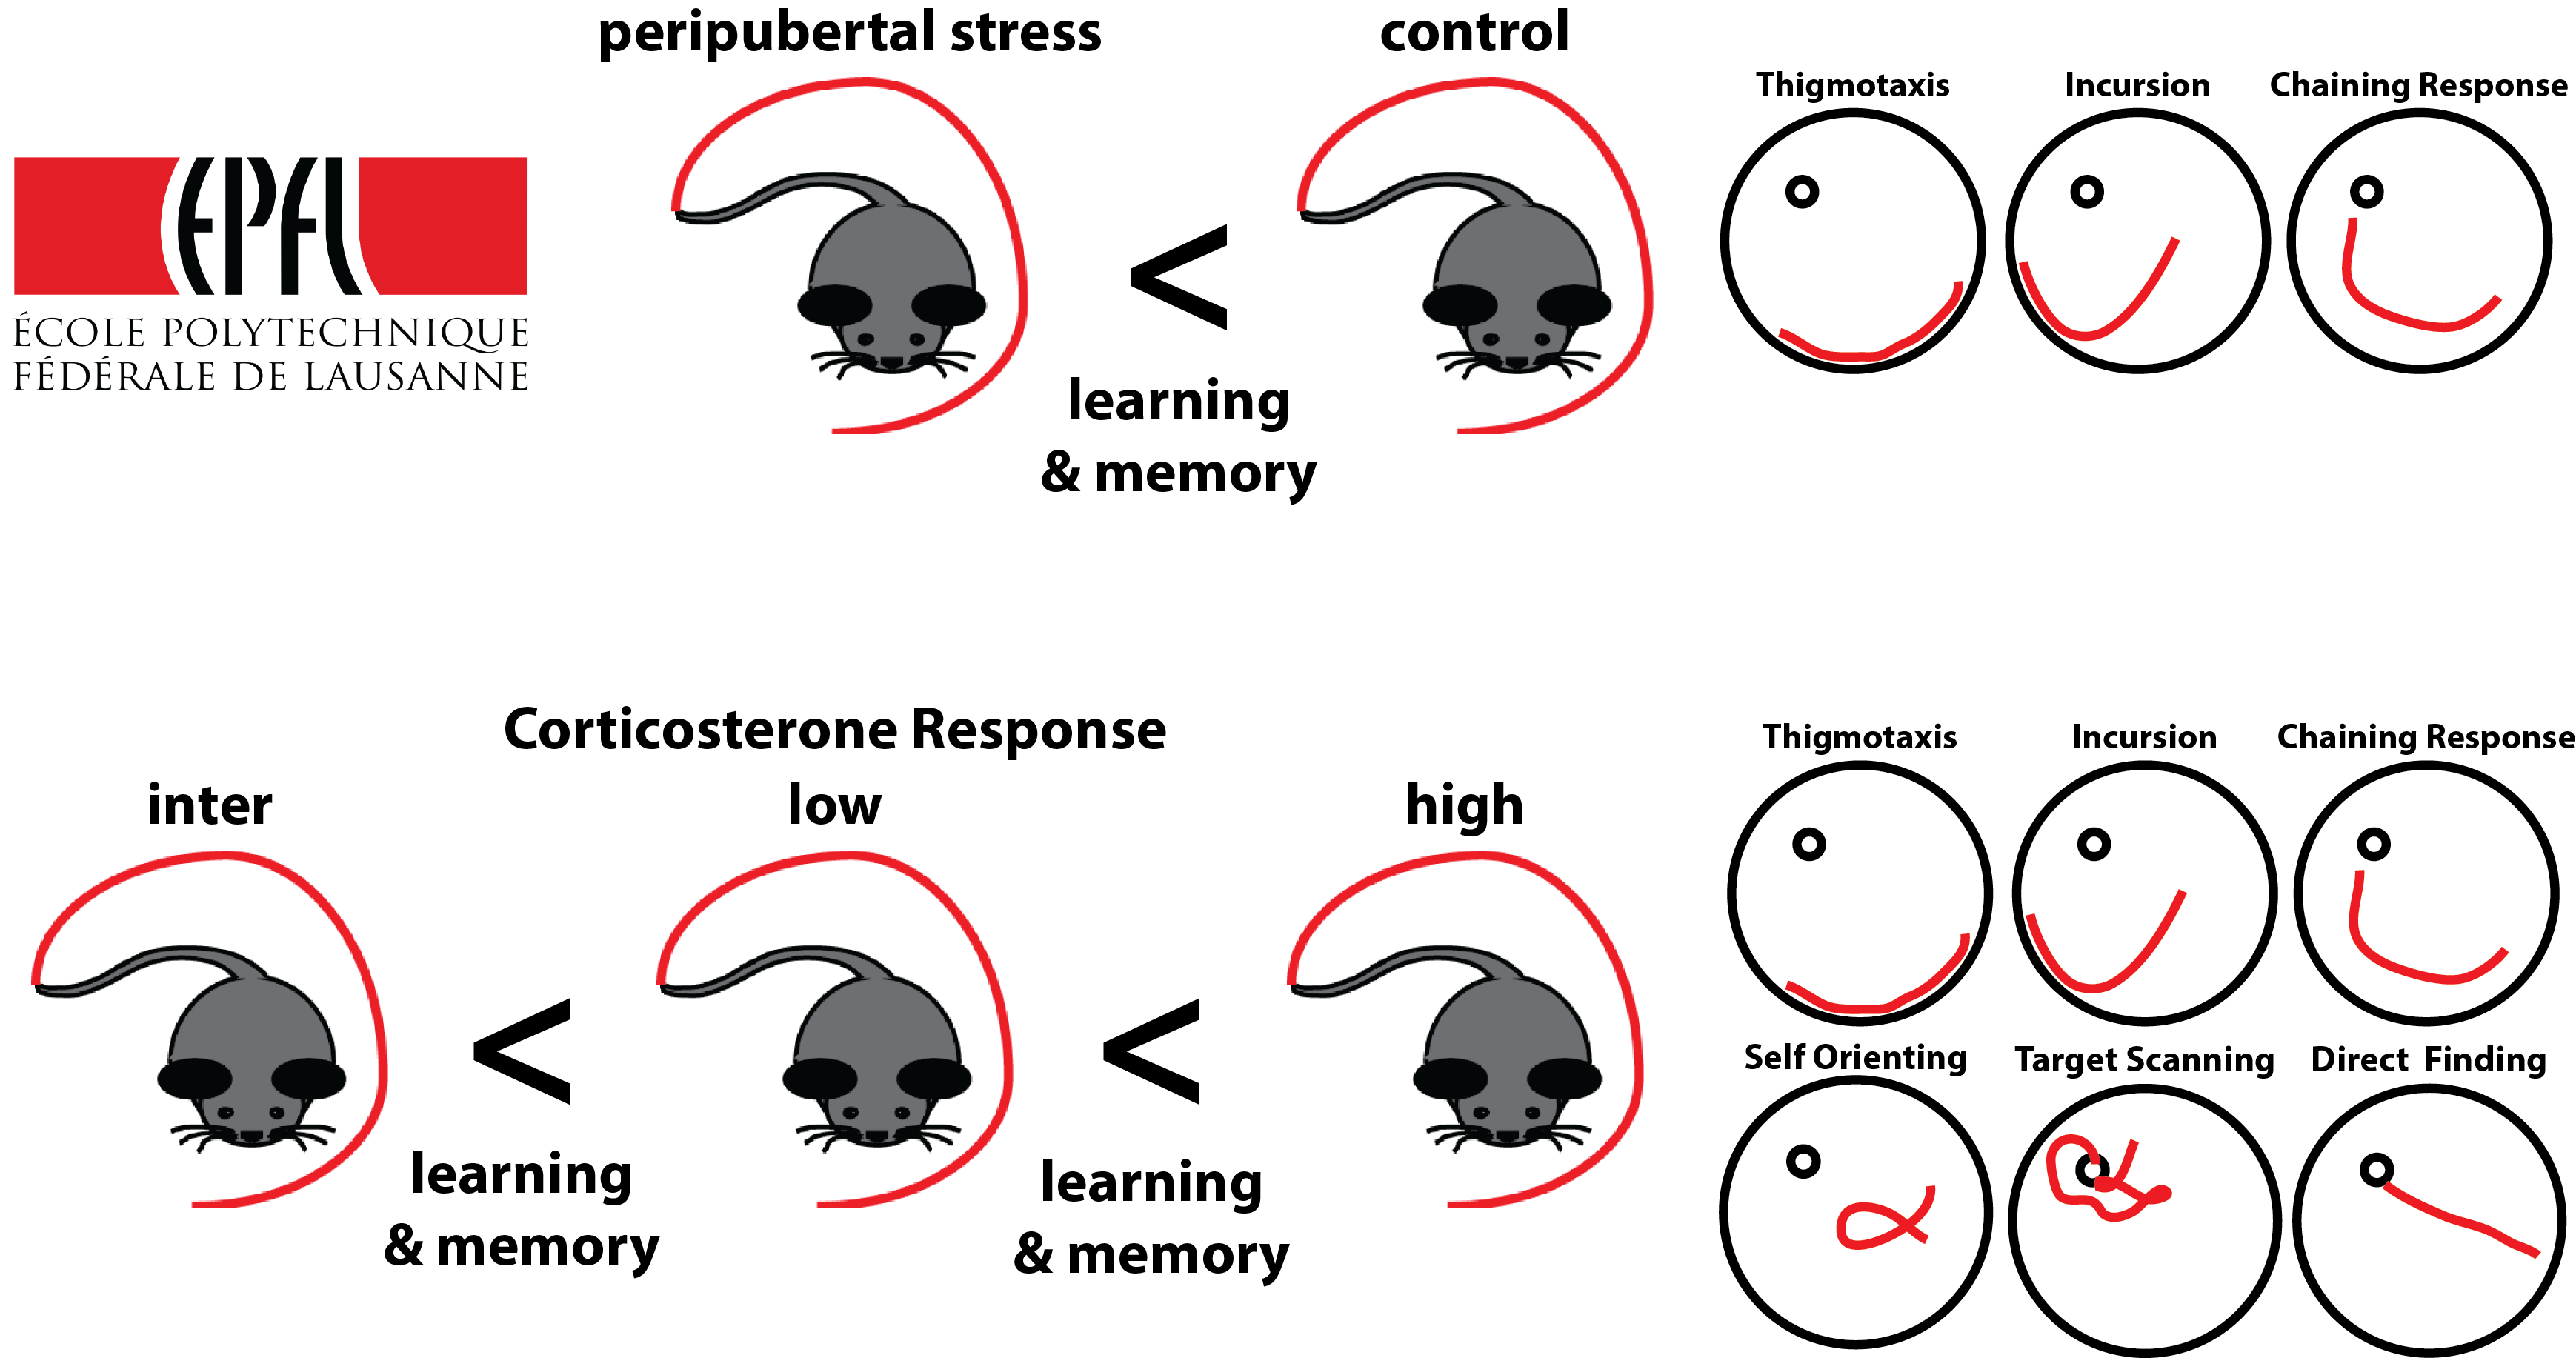 peripubertal stress
control
Thigmotaxis
Incursion
Chaining Response
EPFL
ÉCOLE POLYTECHNIQUE
FÉDÉRALE DE LAUSANNE
<
learning
& memory
Corticosterone Response
inter
low
high
<
learning
& memory
<
learning
& memory
Thigmotaxis
Incursion
Chaining Response
Self Orienting
Target Scanning
Direct Finding